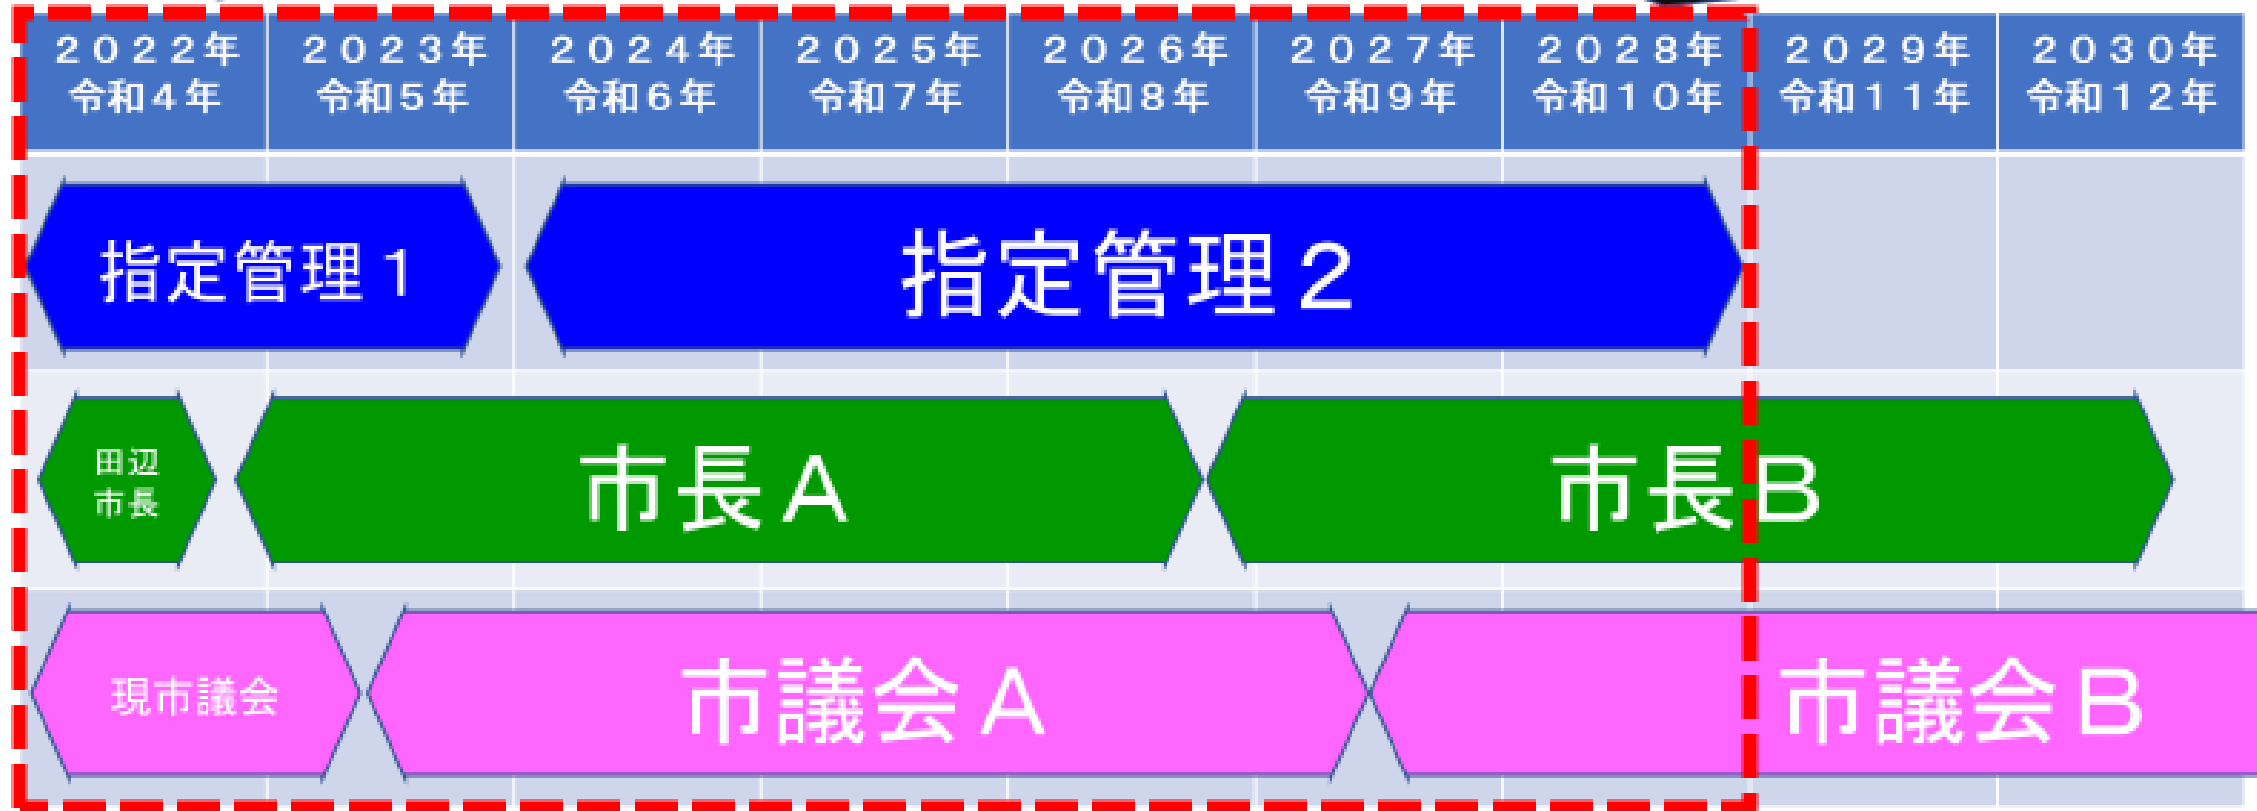 ２０２２年 ２０２３年 ２０２４年 ２０２５年 ２０２６年 ２０２７年 ２０２８年 ２０２９年 ２０３０年
令和４年 令和５年 令和６年 令和７年 令和８年 令和９年 令和１０年 令和１１年 令和１２年
指定管理１ 指定管理２
田辺
市長
市長Ａ 市長Ｂ
現市議会 市議会Ａ 市議会Ｂ